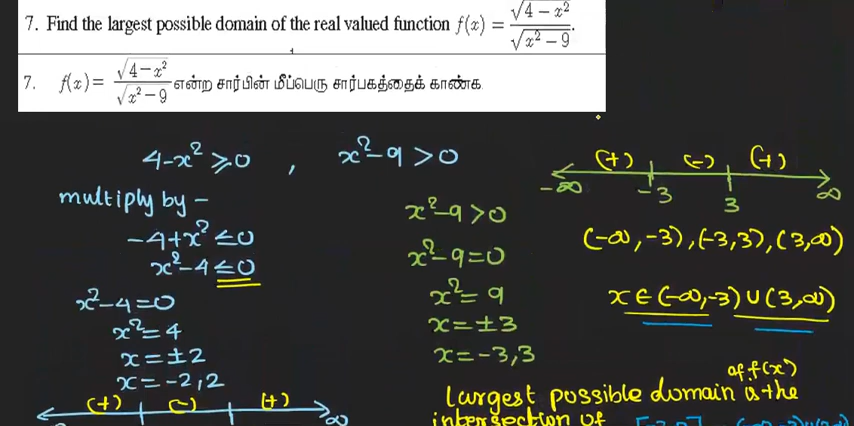 7. Find the largest possible domain of the real valued function f(x) = √4 − x² / √x² − 9.
7. f(x) = √4−x² / √x² − 9 என்ற சார்பின் மீப்பெரு சார்பகத்தைக் காண்க.
4-x² ⩾ 0 , x²-9 > 0
multiply by -
-4+x² ≤ 0
x²-4 ≤ 0
x²-4=0
x²=4
x=±2
x=-2,2
(+) (-) (+)
∞
x²-9>0
x²-9=0
x²=9
x=±3
x=-3,3
(+) (-) (+)
-∞ -3 3 ∞
(-∞,-3),(-3,3),(3,∞)
x∈(-∞,-3)∪(3,∞)
of f(x)
largest possible domain is the
intersection of